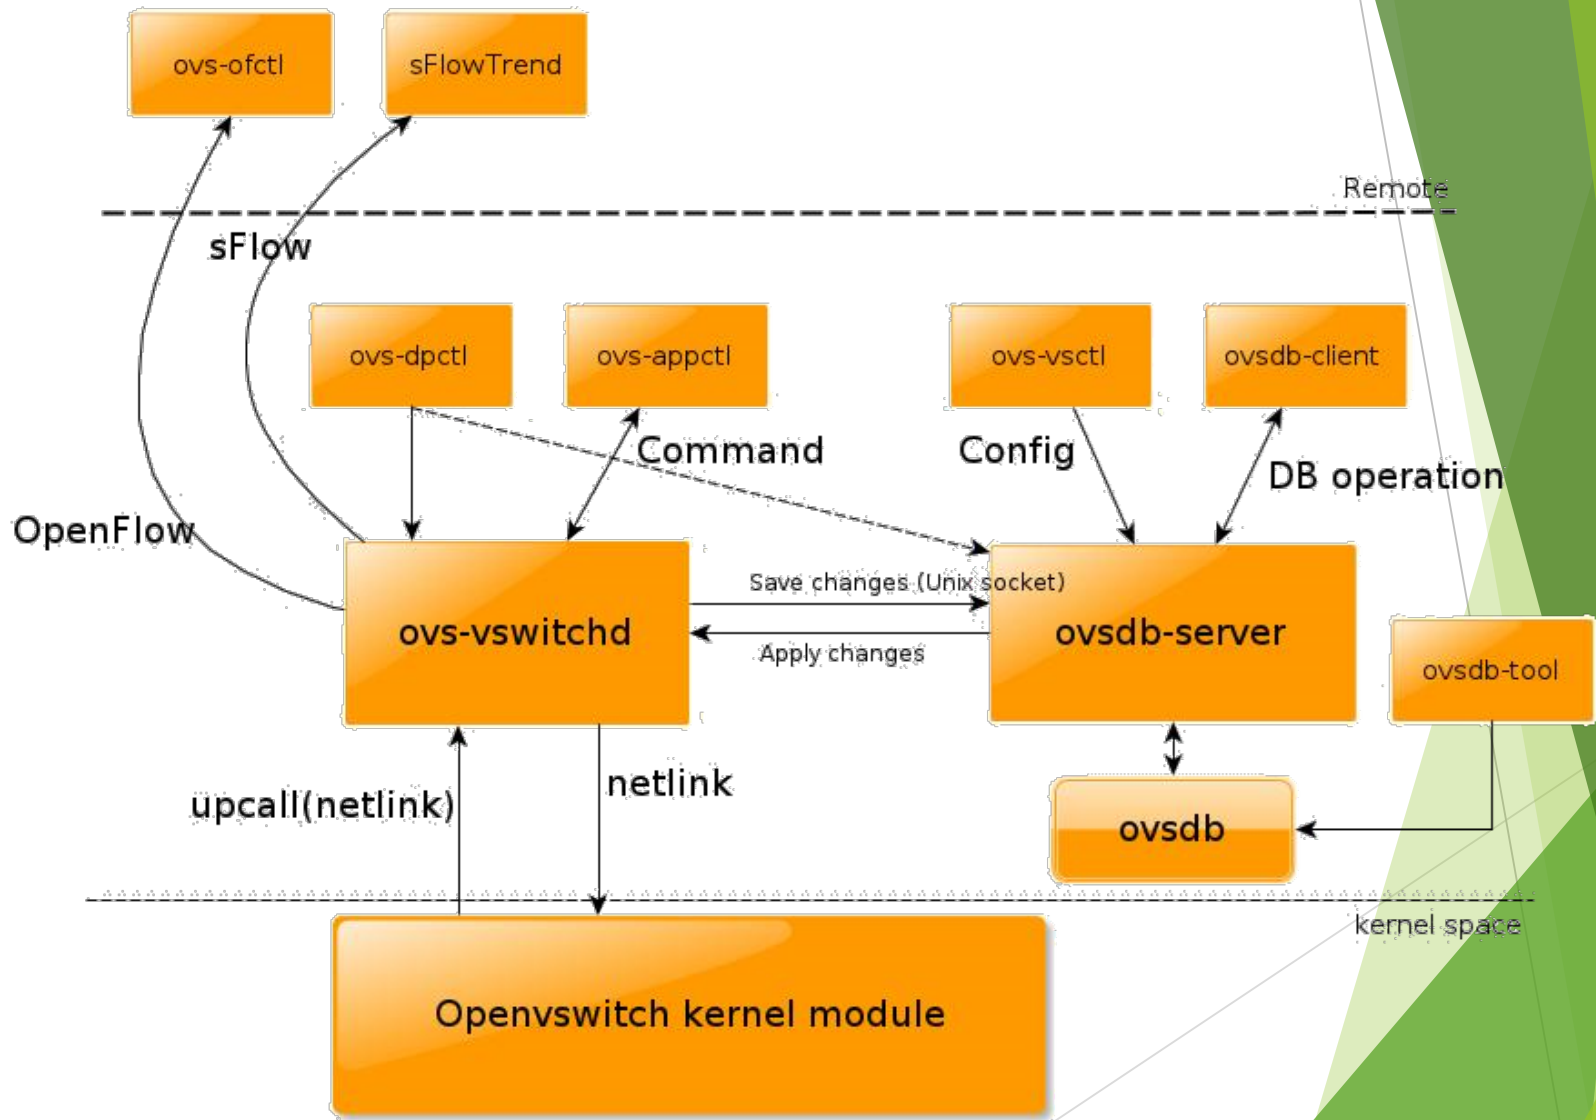 ovs-ofctl
sFlowTrend
Remote
sFlow
ovs-dpctl
ovs-appctl
ovs-vsctl
ovsdb-client
Command
Config
DB operation
OpenFlow
Save changes (Unix socket)
ovs-vswitchd
ovsdb-server
Apply changes
ovsdb-tool
netlink
upcall(netlink)
ovsdb
kernel space
Openvswitch kernel module